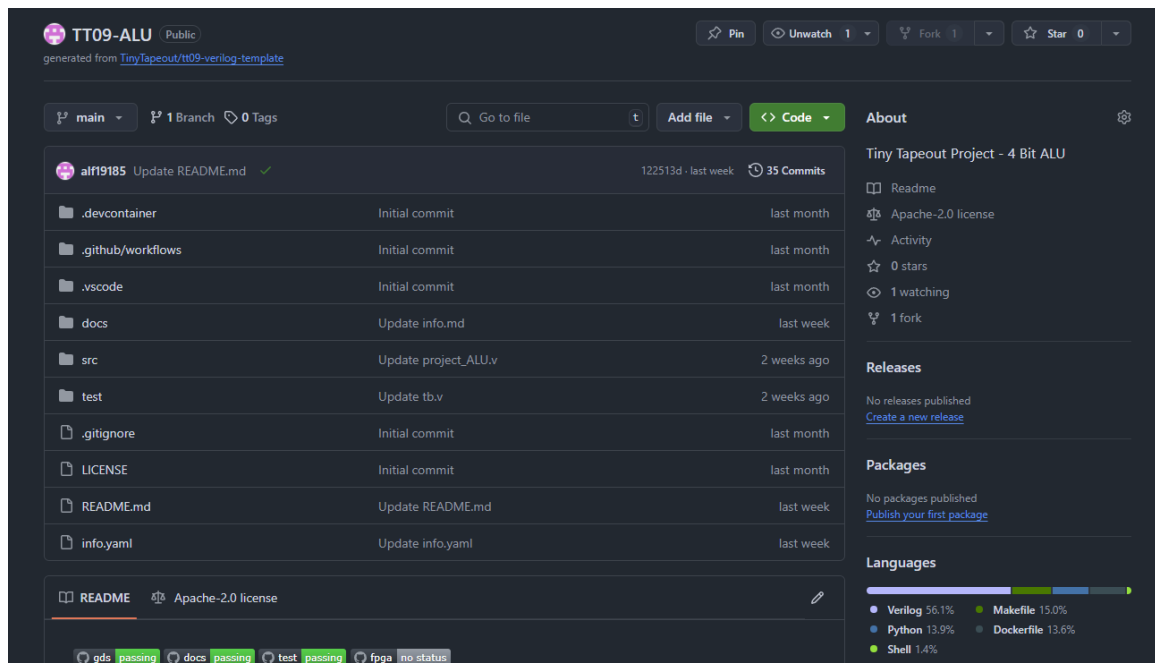 TT09-ALU Public
Pin
Unwatch 1
Fork 1
Star 0
generated from TinyTapeout/tt09-verilog-template
main
1 Branch
0 Tags
Go to file t
Add file
<> Code
alf19185 Update README.md
122513d · last week
35 Commits
.devcontainer Initial commit last month
.github/workflows Initial commit last month
.vscode Initial commit last month
docs Update info.md last week
src Update project_ALU.v 2 weeks ago
test Update tb.v 2 weeks ago
.gitignore Initial commit last month
LICENSE Initial commit last month
README.md Update README.md last week
info.yaml Update info.yaml last week
README
Apache-2.0 license
gds passing docs passing test passing fpga no status
About
Tiny Tapeout Project - 4 Bit ALU
Readme
Apache-2.0 license
Activity
0 stars
1 watching
1 fork
Releases
No releases published
Create a new release
Packages
No packages published
Publish your first package
Languages
Verilog 56.1% Makefile 15.0%
Python 13.9% Dockerfile 13.6%
Shell 1.4%